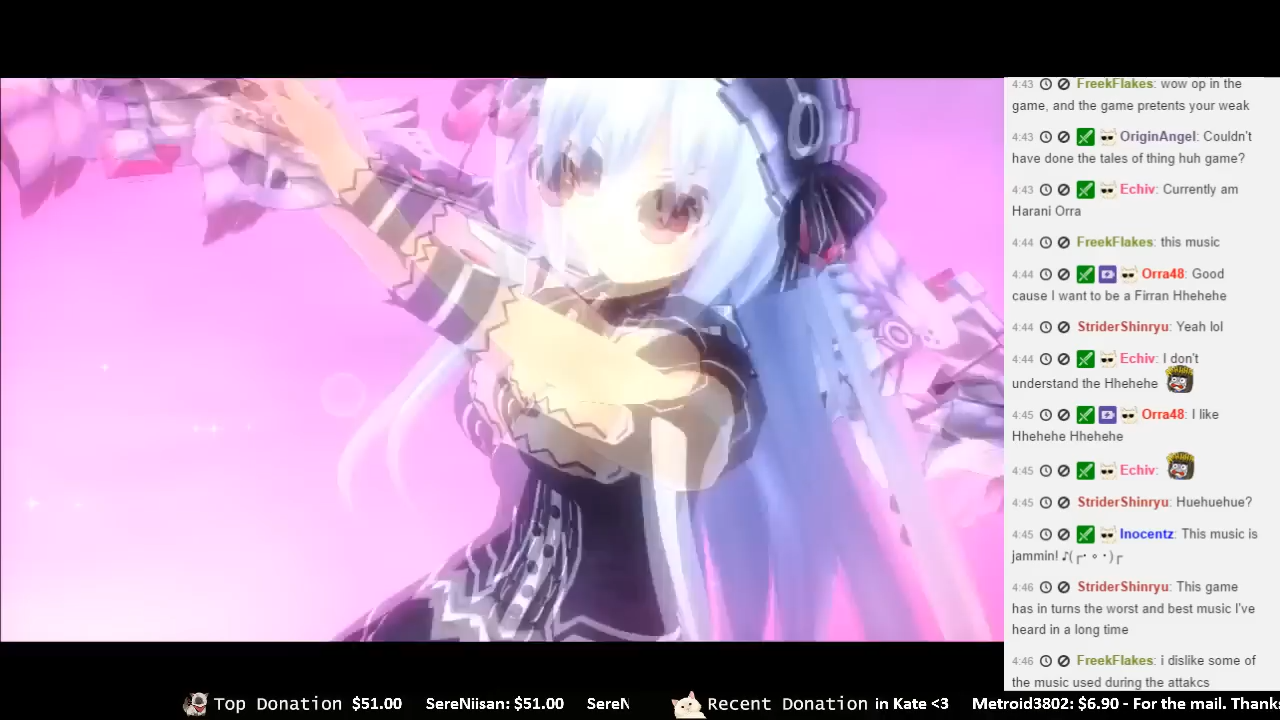 4:43 FreekFlakes: wow op in the
game, and the game pretents your weak
4:43 OriginAngel: Couldn't
have done the tales of thing huh game?
4:43 Echiv: Currently am
Harani Orra
4:44 FreekFlakes: this music
4:44 Orra48: Good
cause I want to be a Firran Hhehehe
4:44 StriderShinryu: Yeah lol
4:44 Echiv: I don't
understand the Hhehehe
4:45 Orra48: I like
Hhehehe Hhehehe
4:45 Echiv:
4:45 StriderShinryu: Huehuehue?
4:45 Inocentz: This music is
jammin! ♪(┌・。・)┌
4:46 StriderShinryu: This game
has in turns the worst and best music I've
heard in a long time
4:46 FreekFlakes: i dislike some of
the music used during the attakcs
Top Donation $51.00 SereNiisan: $51.00 SereN
Recent Donation in Kate <3 Metroid3802: $6.90 - For the mail. Thank